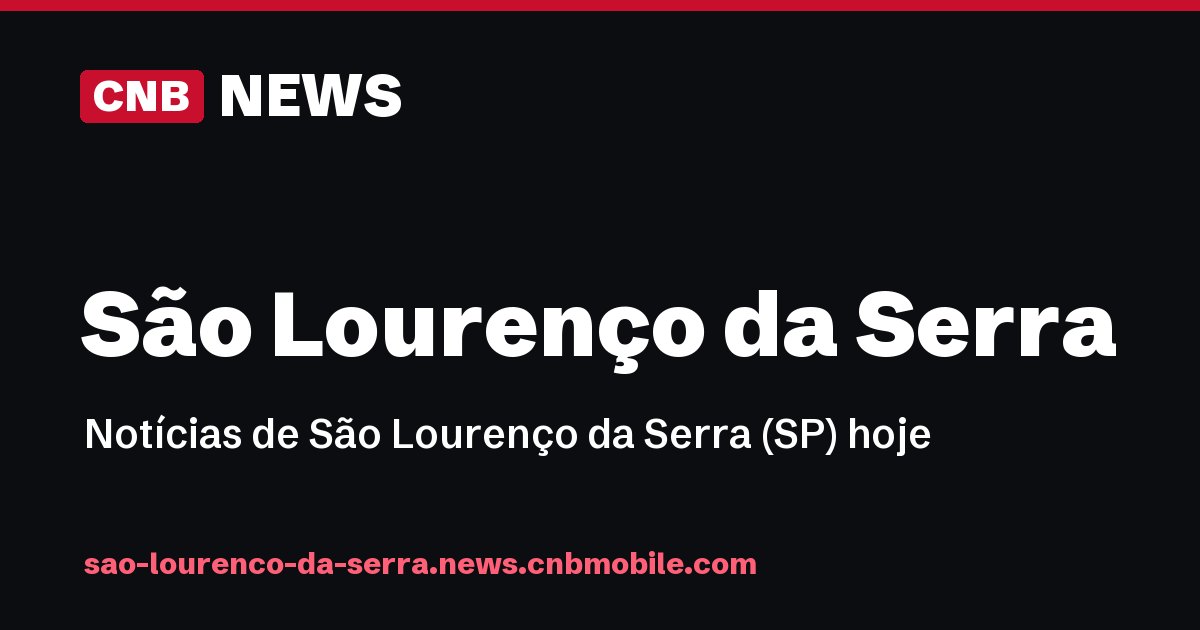 CNB NEWS
São Lourenço da Serra
Notícias de São Lourenço da Serra (SP) hoje
sao-lourenco-da-serra.news.cnbmobile.com